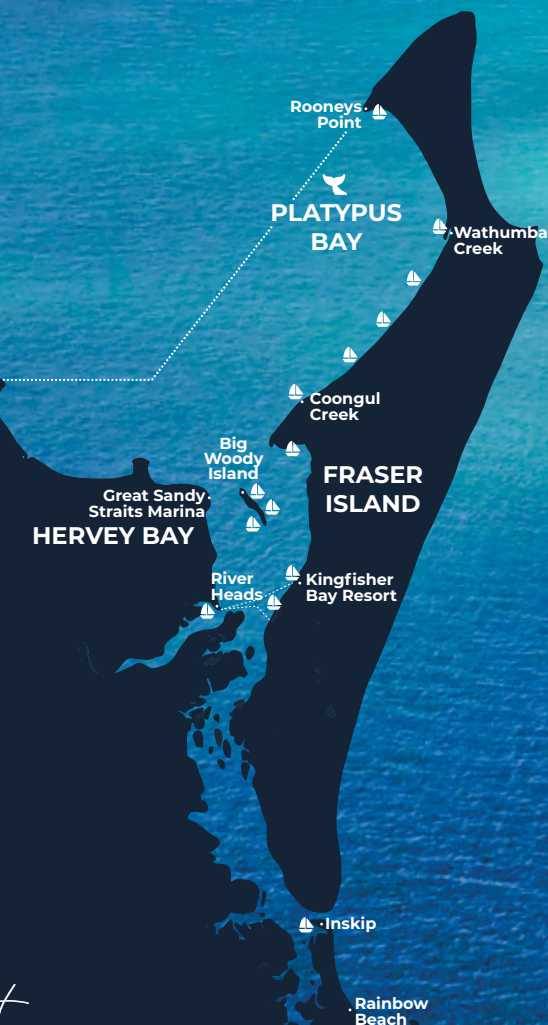 Rooneys
Point
PLATYPUS
BAY
Wathumba
Creek
Coongul
Creek
Big
Woody
Island
FRASER
ISLAND
Great Sandy
Straits Marina
HERVEY BAY
River
Heads
Kingfisher
Bay Resort
Inskip
Rainbow
Beach